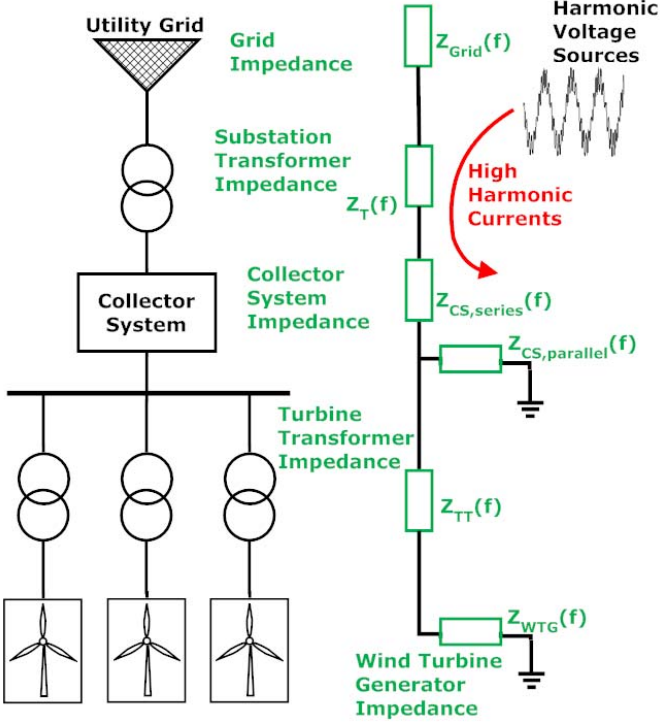 Utility Grid
Grid
Impedance
Z_Grid(f)
Harmonic
Voltage
Sources
Substation
Transformer
Impedance
Z_T(f)
High
Harmonic
Currents
Collector
System
Collector
System
Impedance
Z_CS,series(f)
Z_CS,parallel(f)
Turbine
Transformer
Impedance
Z_TT(f)
Z_WTG(f)
Wind Turbine
Generator
Impedance